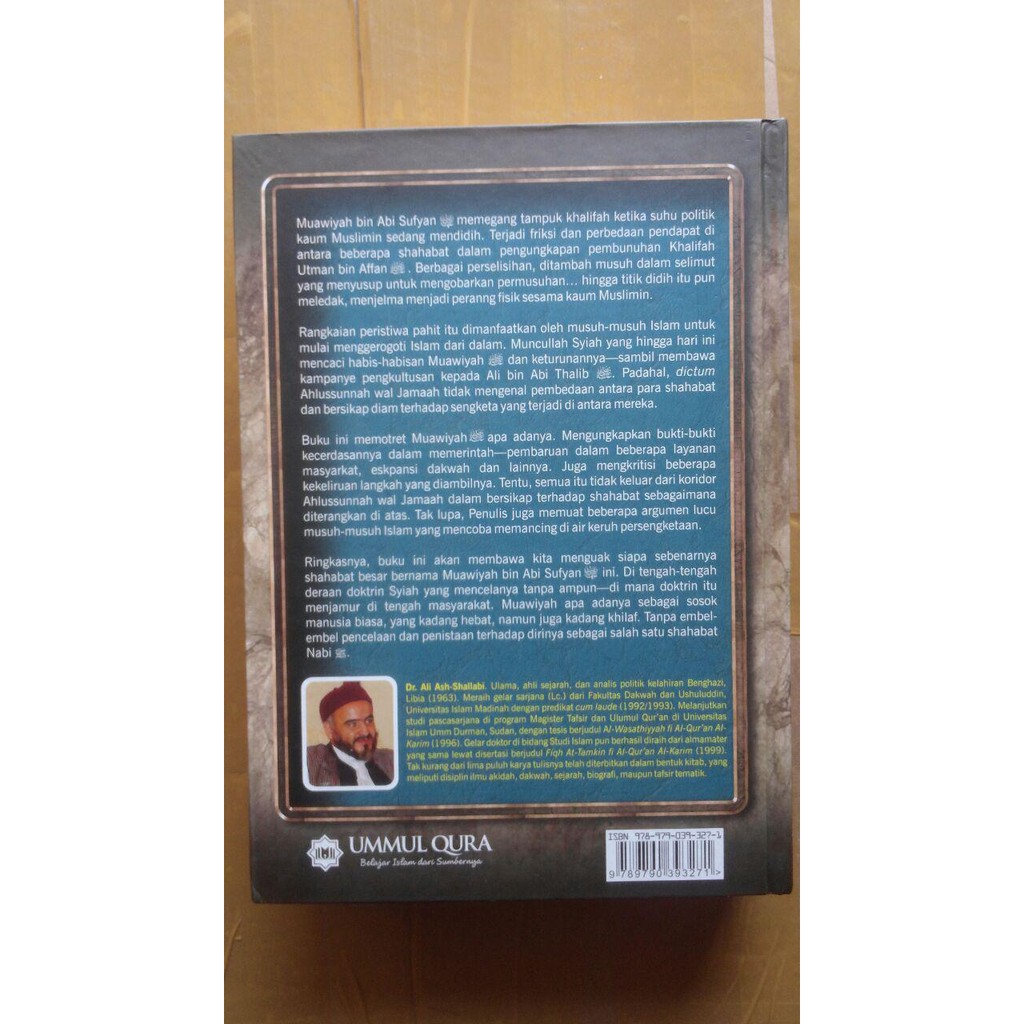 Muawiyah bin Abi Sufyan memegang tampuk khalifah ketika suhu politik
kaum Muslimin sedang mendidih. Terjadi friksi dan perbedaan pendapat di
antara beberapa shahabat dalam pengungkapan pembunuhan Khalifah
Utman bin Affan . Berbagai perselisihan, ditambah musuh dalam selimut
yang menyusup untuk mengobarkan permusuhan... hingga titik didih itu pun
meledak, menjelma menjadi peranng fisik sesama kaum Muslimin.
Rangkaian peristiwa pahit itu dimanfaatkan oleh musuh-musuh Islam untuk
mulai menggerogoti Islam dari dalam. Muncullah Syiah yang hingga hari ini
mencaci habis-habisan Muawiyah dan keturunannya—sambil membawa
kampanye pengkultusan kepada Ali bin Abi Thalib . Padahal, dictum
Ahlussunnah wal Jamaah tidak mengenal pembedaan antara para shahabat
dan bersikap diam terhadap sengketa yang terjadi di antara mereka.
Buku ini memotret Muawiyah apa adanya. Mengungkapkan bukti-bukti
kecerdasannya dalam memerintah—pembaruan dalam beberapa layanan
masyarkat, eskpansi dakwah dan lainnya. Juga mengkritisi beberapa
kekeliruan langkah yang diambilnya. Tentu, semua itu tidak keluar dari koridor
Ahlussunnah wal Jamaah dalam bersikap terhadap shahabat sebagaimana
diterangkan di atas. Tak lupa, Penulis juga memuat beberapa argumen lucu
musuh-musuh Islam yang mencoba memancing di air keruh persengketaan.
Ringkasnya, buku ini akan membawa kita menguak siapa sebenarnya
shahabat besar bernama Muawiyah bin Abi Sufyan ini. Di tengah-tengah
deraan doktrin Syiah yang mencelanya tanpa ampun—di mana doktrin itu
menjamur di tengah masyarakat. Muawiyah apa adanya sebagai sosok
manusia biasa, yang kadang hebat, namun juga kadang khilaf. Tanpa embel-
embel pencelaan dan penistaan terhadap dirinya sebagai salah satu shahabat
Nabi ﷺ.
Dr. Ali Ash-Shallabi. Ulama, ahli sejarah, dan analis politik kelahiran Benghazi,
Libia (1963). Meraih gelar sarjana (Lc.) dari Fakultas Dakwah dan Ushuluddin,
Universitas Islam Madinah dengan predikat cum laude (1992/1993). Melanjutkan
studi pascasarjana di program Magister Tafsir dan Ulumul Qur'an di Universitas
Islam Umm Durman, Sudan, dengan tesis berjudul Al-Wasathiyyah fi Al-Qur'an Al-
Karim (1996). Gelar doktor di bidang Studi Islam pun berhasil diraih dari almamater
yang sama lewat disertasi berjudul Fiqh At-Tamkin fi Al-Qur'an Al-Karim (1999).
Tak kurang dari lima puluh karya tulisnya telah diterbitkan dalam bentuk kitab, yang
meliputi disiplin ilmu akidah, dakwah, sejarah, biografi, maupun tafsir tematik.
UMMUL QURA
Belajar Islam dari Sumbernya
ISBN 978-979-039-327-1
9 789790 393271 >